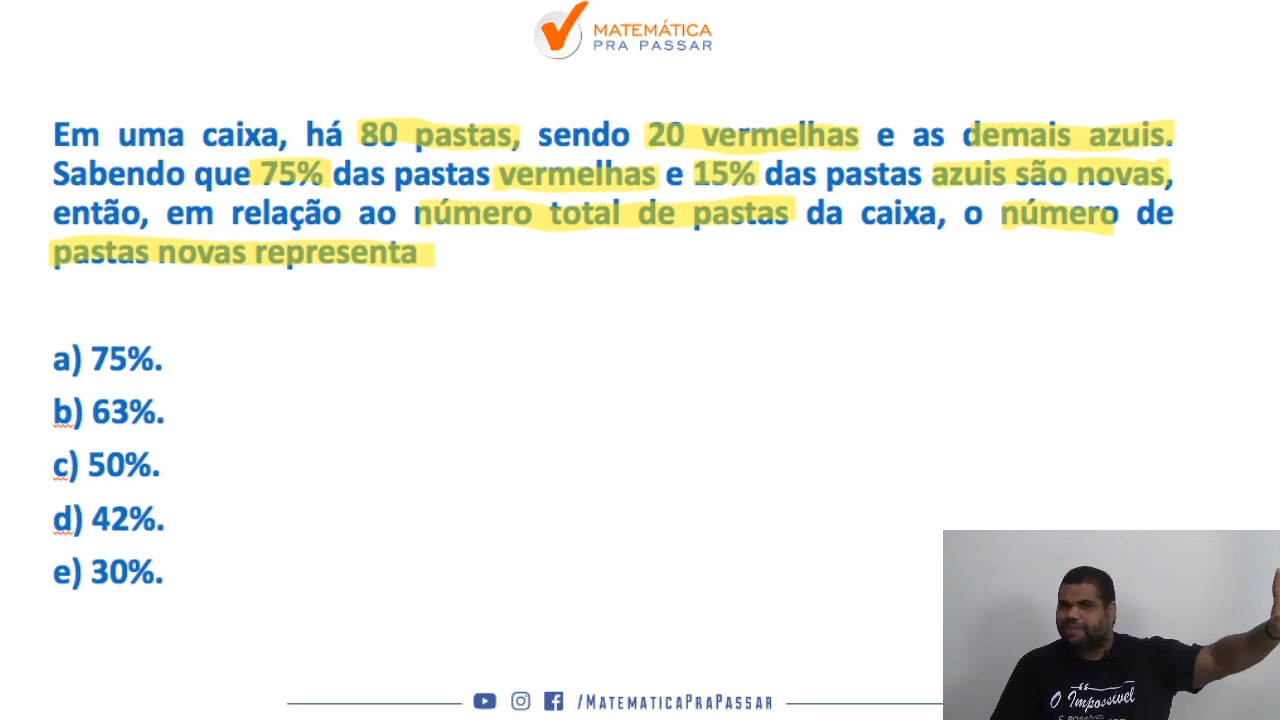 MATEMÁTICA
PRA PASSAR
Em uma caixa, há 80 pastas, sendo 20 vermelhas e as demais azuis.
Sabendo que 75% das pastas vermelhas e 15% das pastas azuis são novas,
então, em relação ao número total de pastas da caixa, o número de
pastas novas representa
a) 75%.
b) 63%.
c) 50%.
d) 42%.
e) 30%.
/MATEMATICAPRAPASSAR
O Impossível